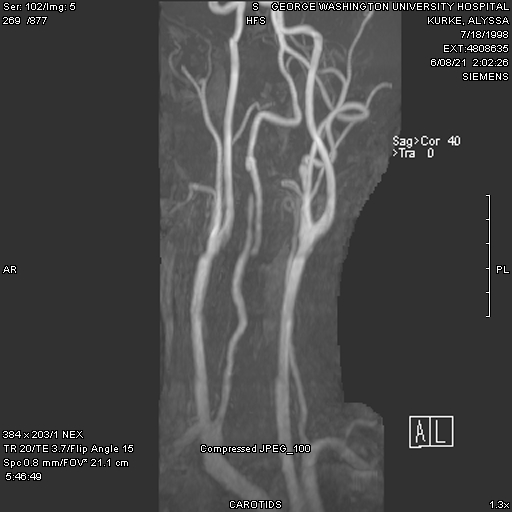 Ser: 102/Img: 5
269 /877
S
HFS
GEORGE WASHINGTON UNIVERSITY HOSPITAL
KURKE, ALYSSA
7/18/1998
EXT:4808635
6/08/21 2:02:26
SIEMENS
Sag>Cor 40
>Tra 0
AR
PL
384 x 203/1 NEX
TR 20/TE 3.7/Flip Angle 15
Spc 0.8 mm/FOV* 21.1 cm
5:46:49
Compressed JPEG_100
A L
CAROTIDS
1.3x